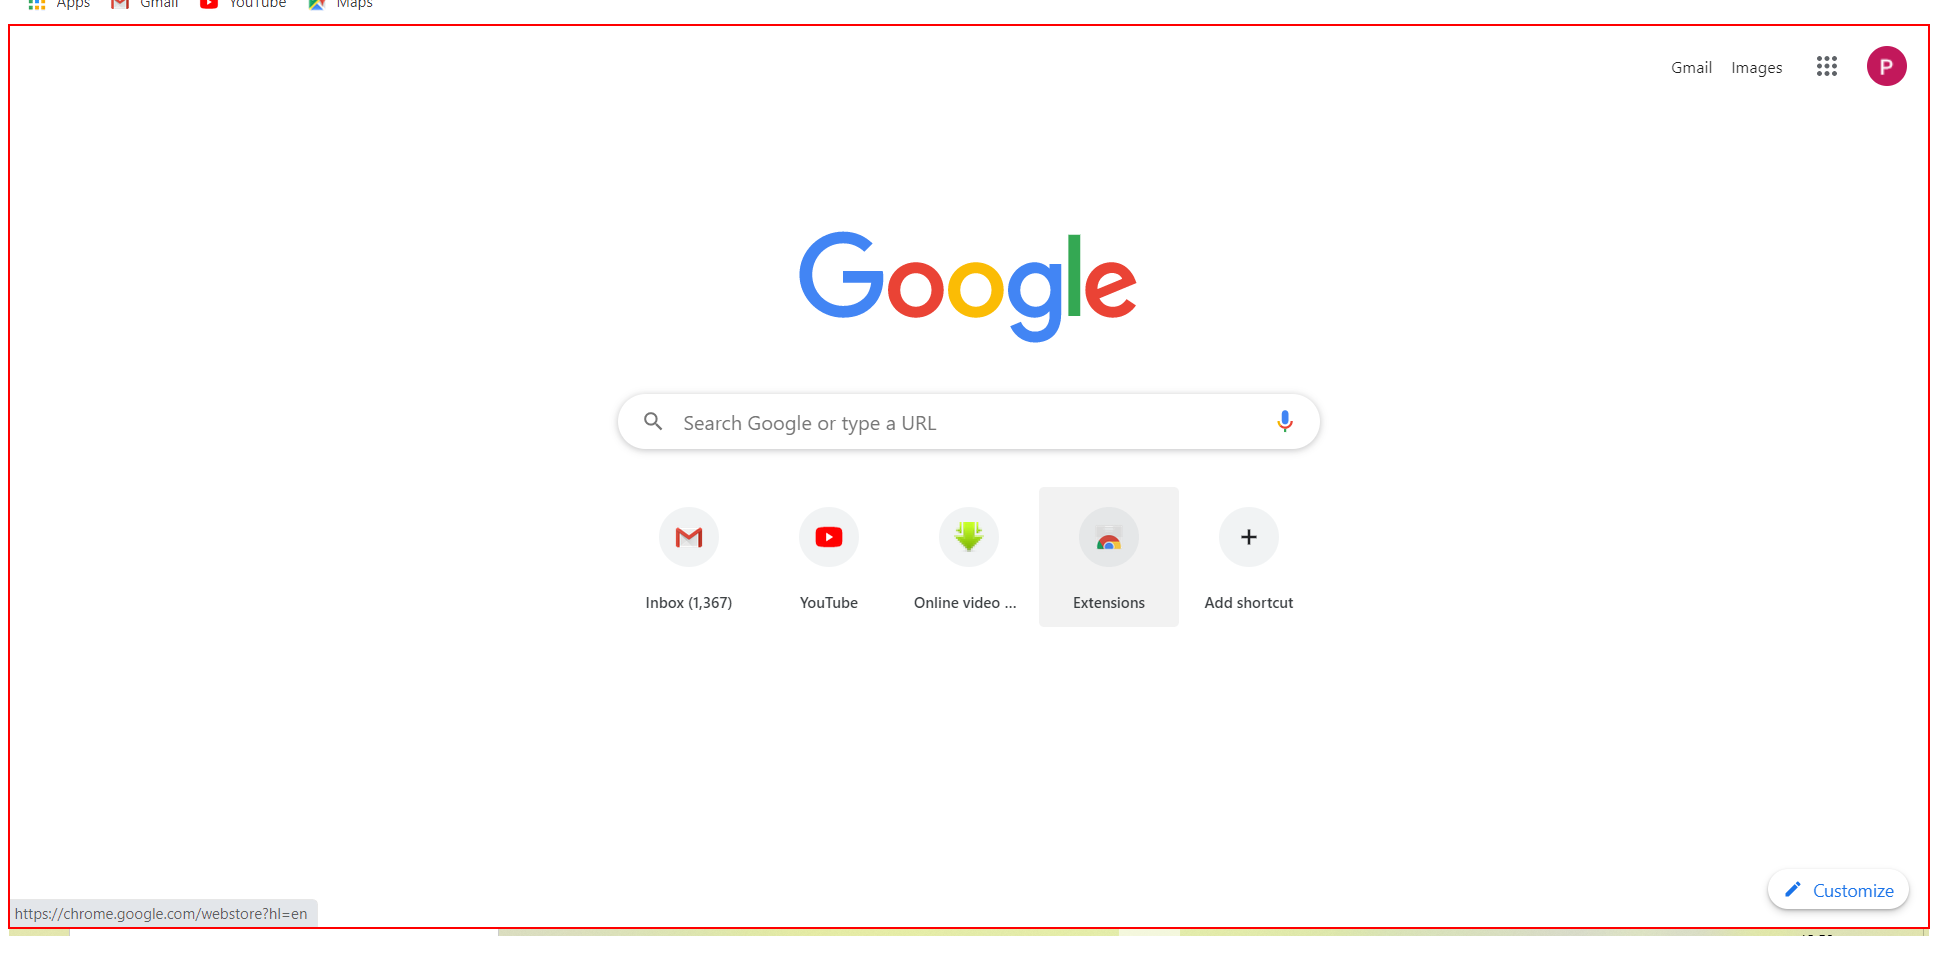 Apps Gmail YouTube Maps
Gmail Images P
Google
Search Google or type a URL
Inbox (1,367) YouTube Online video ... Extensions Add shortcut
Customize
https://chrome.google.com/webstore?hl=en